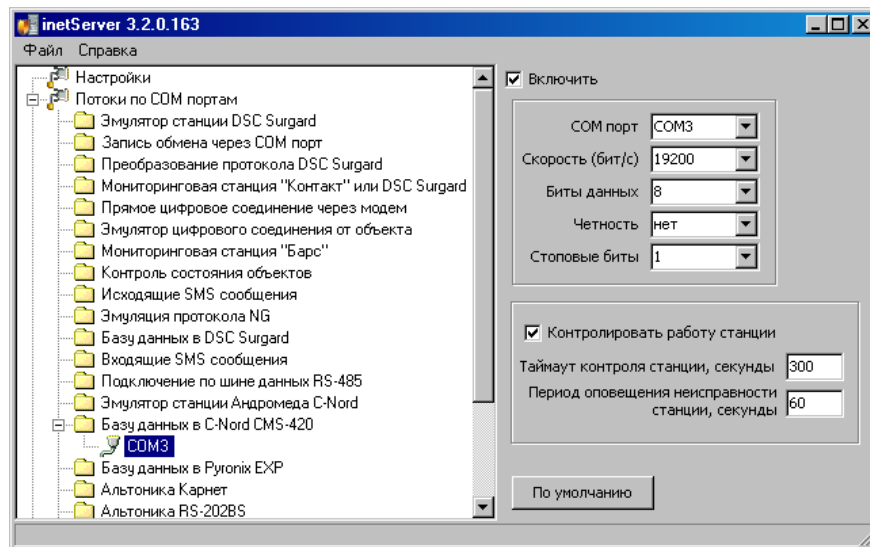 inetServer 3.2.0.163
Файл Справка
Настройки
Потоки по COM портам
Эмулятор станции DSC Surgard
Запись обмена через COM порт
Преобразование протокола DSC Surgard
Мониторинговая станция "Контакт" или DSC Surgard
Прямое цифровое соединение через модем
Эмулятор цифрового соединения от объекта
Мониторинговая станция "Барс"
Контроль состояния объектов
Исходящие SMS сообщения
Эмуляция протокола NG
Базу данных в DSC Surgard
Входящие SMS сообщения
Подключение по шине данных RS-485
Эмулятор станции Андромеда C-Nord
Базу данных в C-Nord CMS-420
COM3
Базу данных в Pyronix EXP
Альтоника Карнет
Альтоника RS-202BS
Включить
COM порт COM3
Скорость (бит/с) 19200
Биты данных 8
Четность нет
Стоповые биты 1
Контролировать работу станции
Таймаут контроля станции, секунды 300
Период оповещения неисправности
станции, секунды 60
По умолчанию